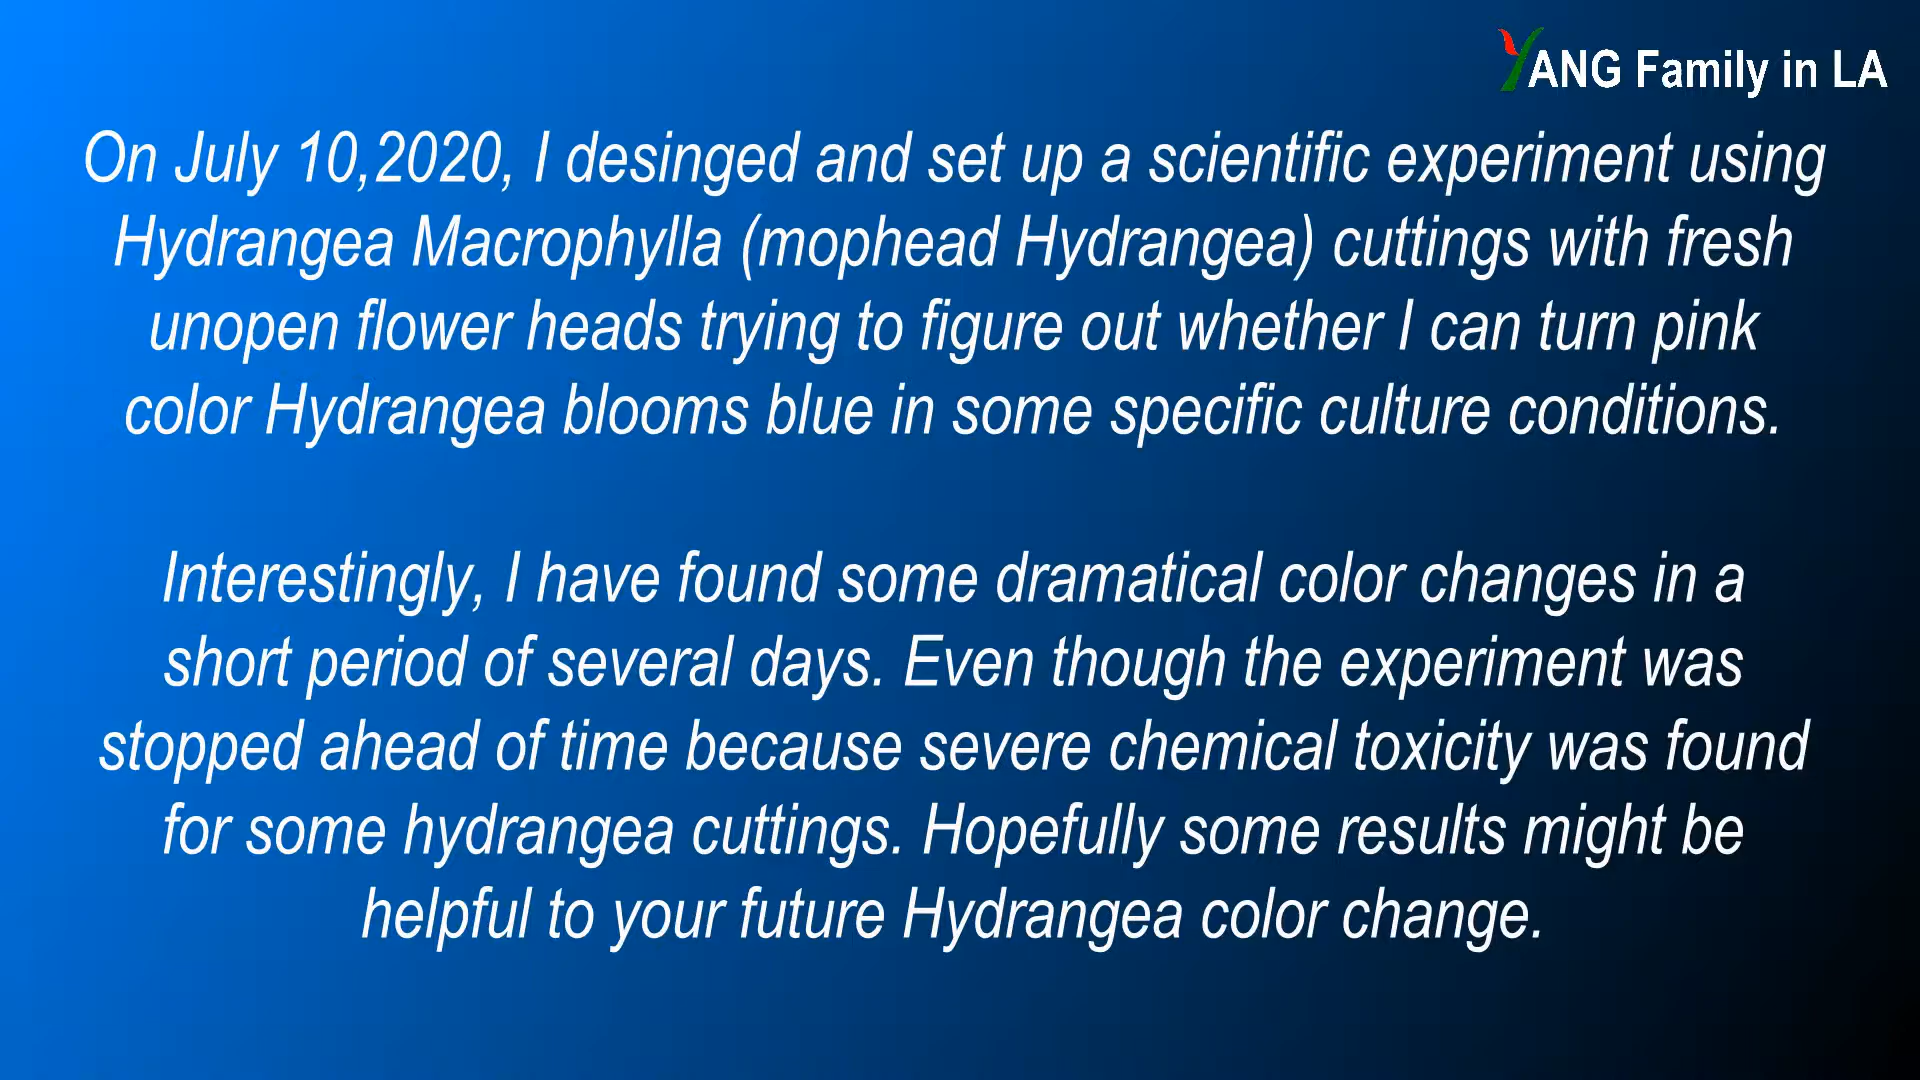 YANG Family in LA
On July 10,2020, I desinged and set up a scientific experiment using
Hydrangea Macrophylla (mophead Hydrangea) cuttings with fresh
unopen flower heads trying to figure out whether I can turn pink
color Hydrangea blooms blue in some specific culture conditions.
Interestingly, I have found some dramatical color changes in a
short period of several days. Even though the experiment was
stopped ahead of time because severe chemical toxicity was found
for some hydrangea cuttings. Hopefully some results might be
helpful to your future Hydrangea color change.